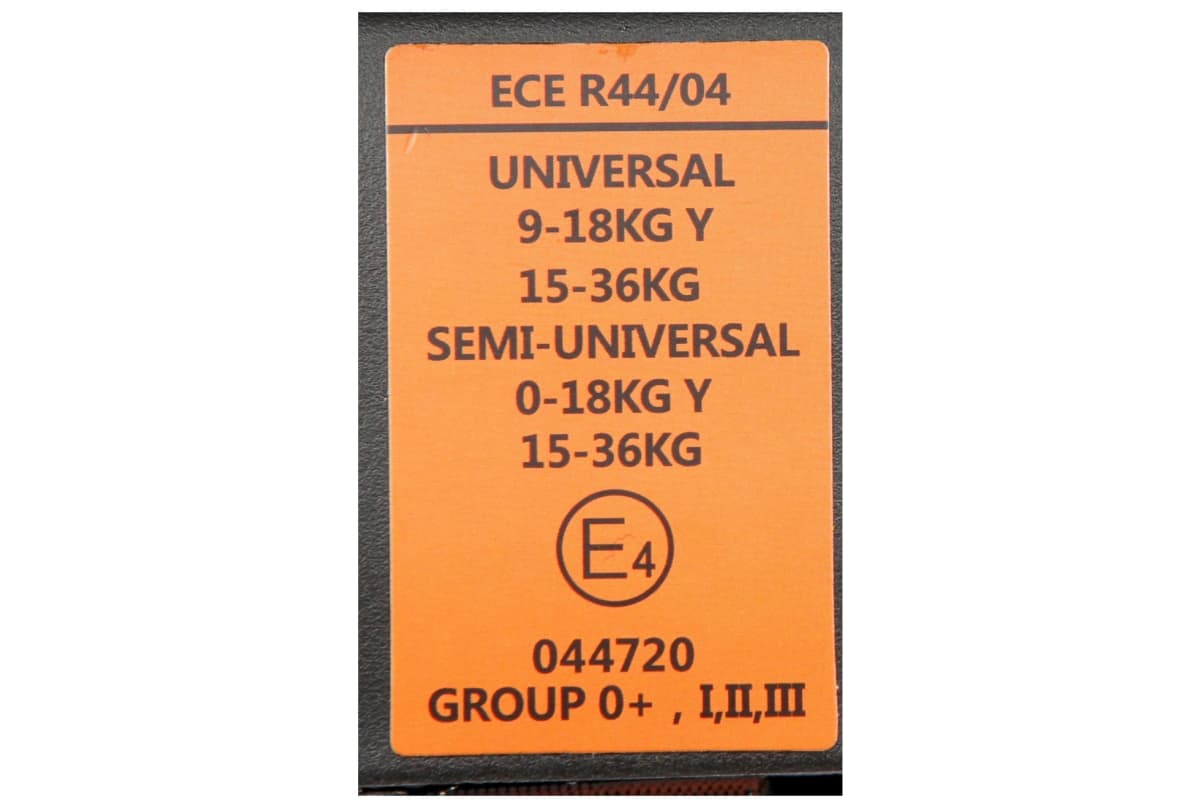 ECE R44/04
UNIVERSAL
9-18KG Y
15-36KG
SEMI-UNIVERSAL
0-18KG Y
15-36KG
E4
044720
GROUP 0+ , I,II,III